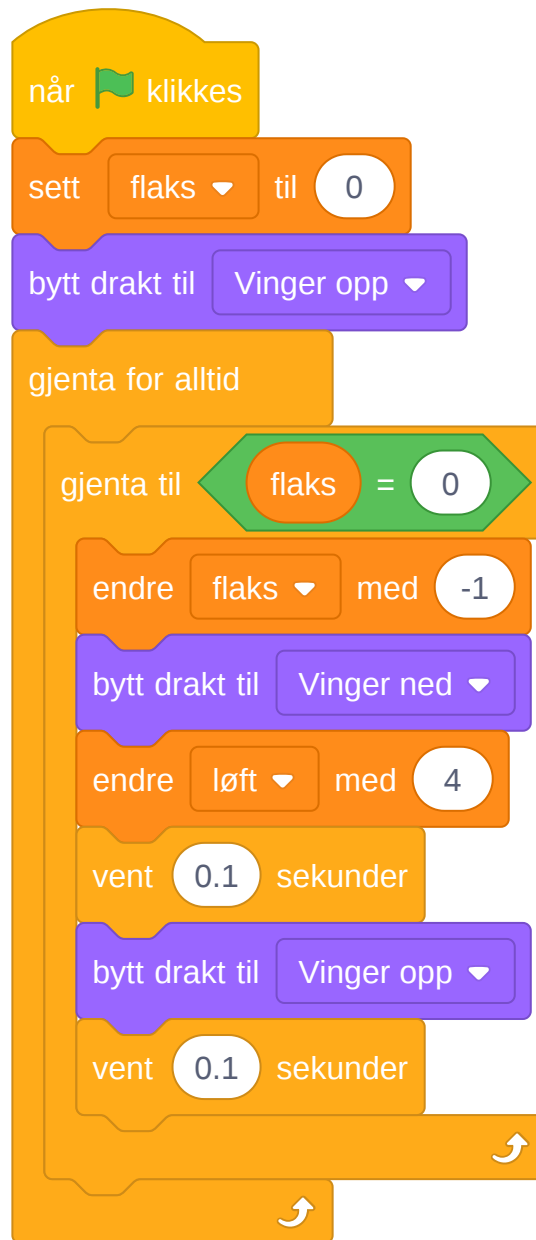 når klikkes
sett flaks til 0
bytt drakt til Vinger opp
gjenta for alltid
gjenta til flaks = 0
endre flaks med -1
bytt drakt til Vinger ned
endre løft med 4
vent 0.1 sekunder
bytt drakt til Vinger opp
vent 0.1 sekunder